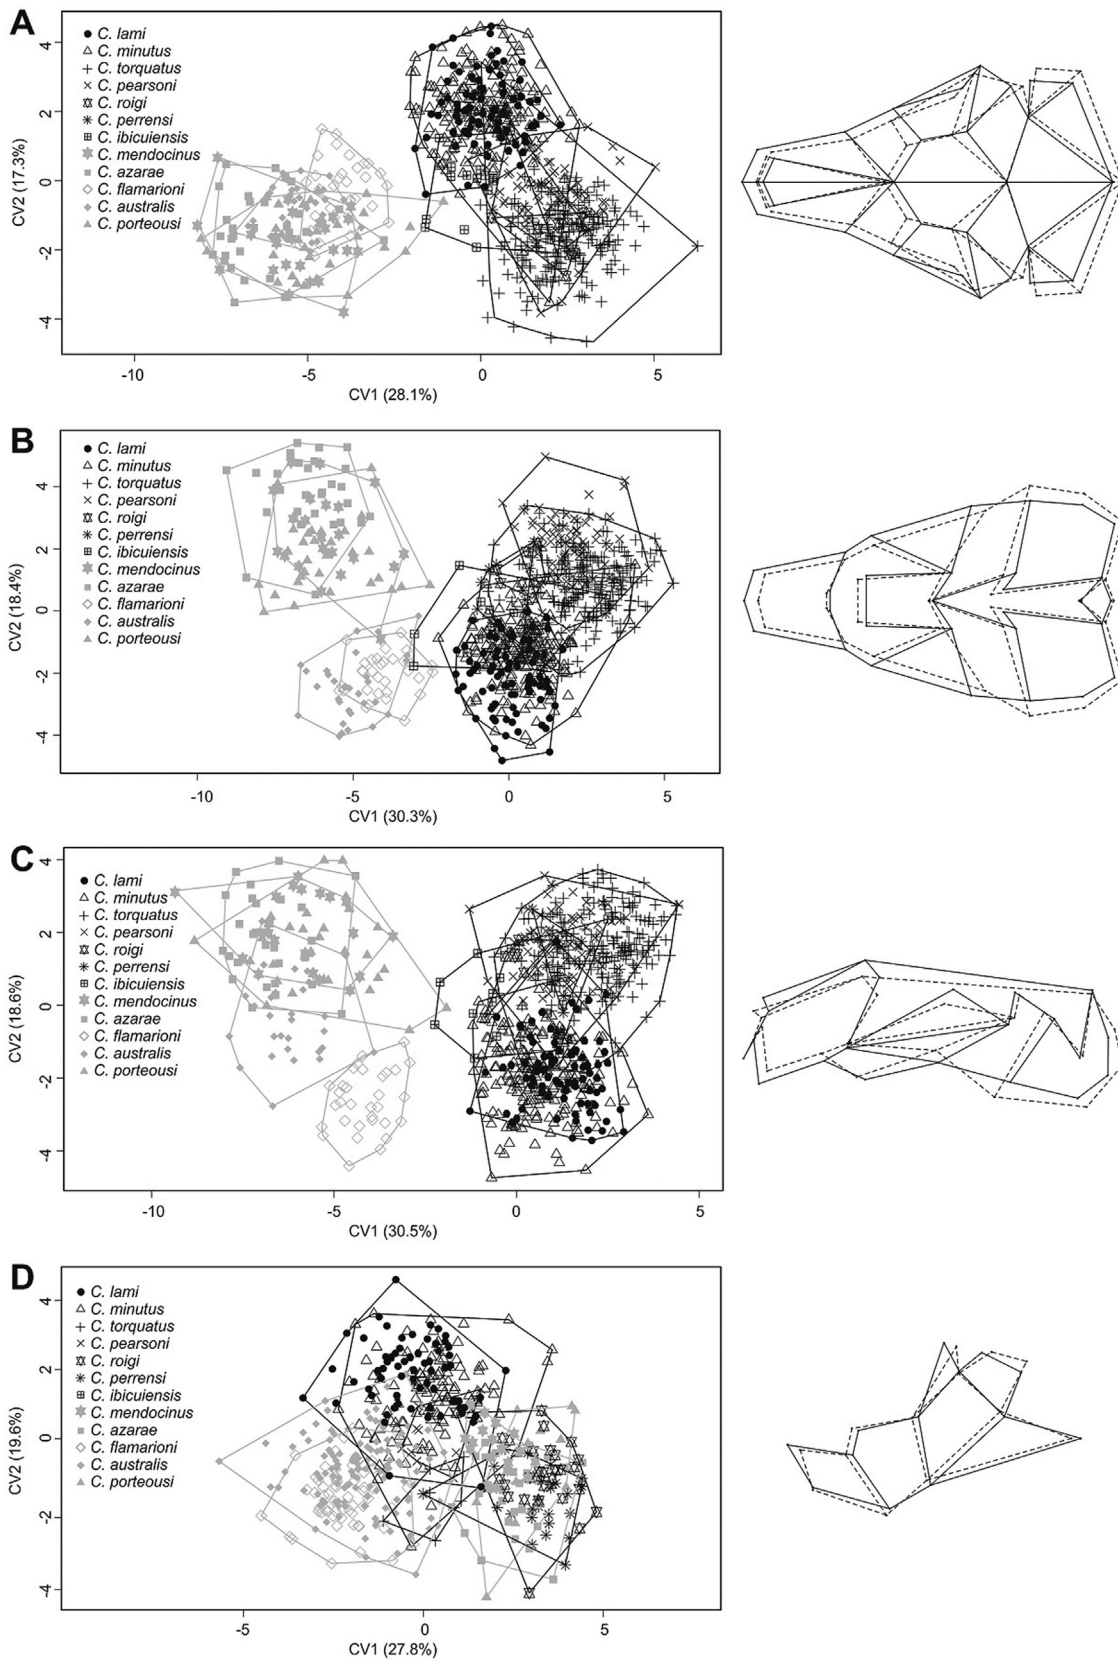 A
C. lami
C. minutus
C. torquatus
C. pearsoni
C. roigi
C. perrensi
C. ibicuiensis
C. mendocinus
C. azarae
C. flamarioni
C. australis
C. porteousi
CV2 (17.3%)
4
2
0
-2
-4
-10
-5
0
5
CV1 (28.1%)
B
C. lami
C. minutus
C. torquatus
C. pearsoni
C. roigi
C. perrensi
C. ibicuiensis
C. mendocinus
C. azarae
C. flamarioni
C. australis
C. porteousi
CV2 (18.4%)
4
2
0
-2
-4
-10
-5
0
5
CV1 (30.3%)
C
C. lami
C. minutus
C. torquatus
C. pearsoni
C. roigi
C. perrensi
C. ibicuiensis
C. mendocinus
C. azarae
C. flamarioni
C. australis
C. porteousi
CV2 (18.6%)
4
2
0
-2
-4
-10
-5
0
5
CV1 (30.5%)
D
C. lami
C. minutus
C. torquatus
C. pearsoni
C. roigi
C. perrensi
C. ibicuiensis
C. mendocinus
C. azarae
C. flamarioni
C. australis
C. porteousi
CV2 (19.6%)
4
2
0
-2
-4
-5
0
5
CV1 (27.8%)